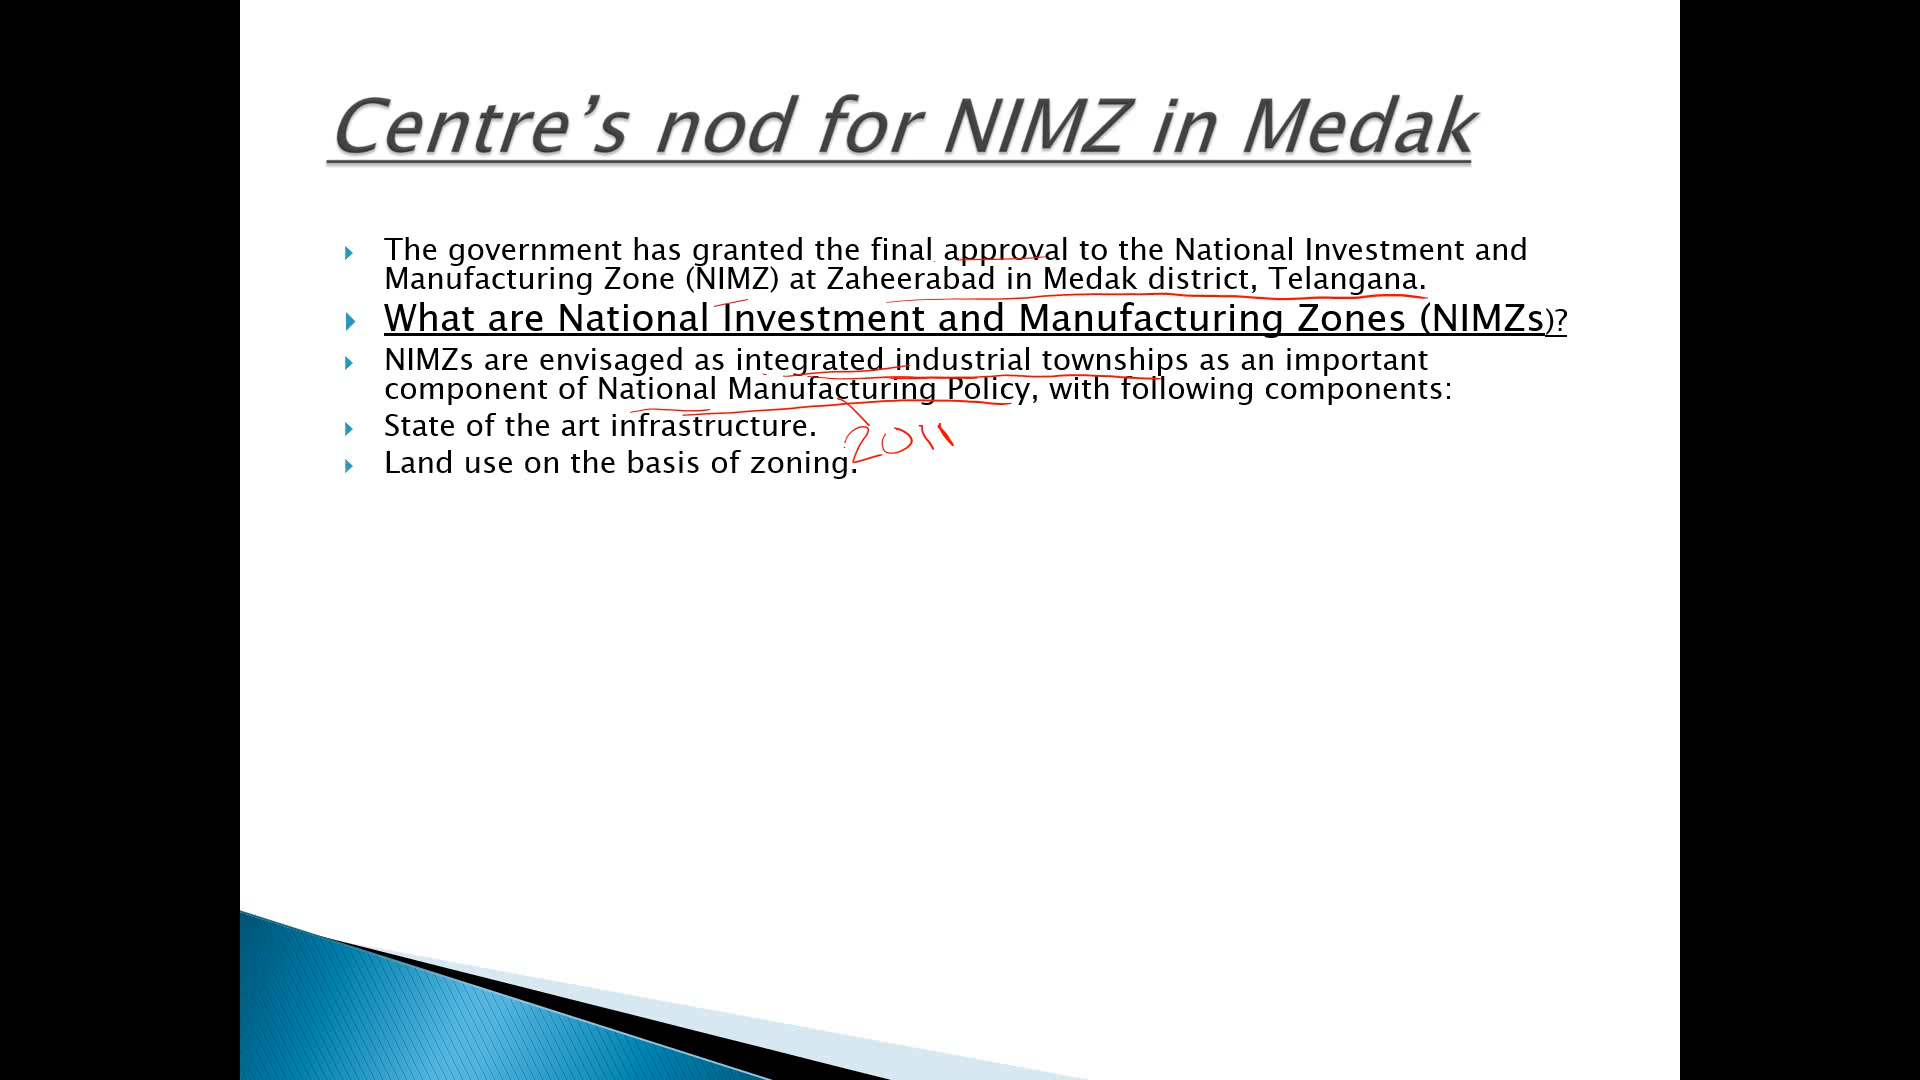 Centre’s nod for NIMZ in Medak
The government has granted the final approval to the National Investment and
Manufacturing Zone (NIMZ) at Zaheerabad in Medak district, Telangana.
What are National Investment and Manufacturing Zones (NIMZs)?
NIMZs are envisaged as integrated industrial townships as an important
component of National Manufacturing Policy, with following components:
State of the art infrastructure.
2011
Land use on the basis of zoning.